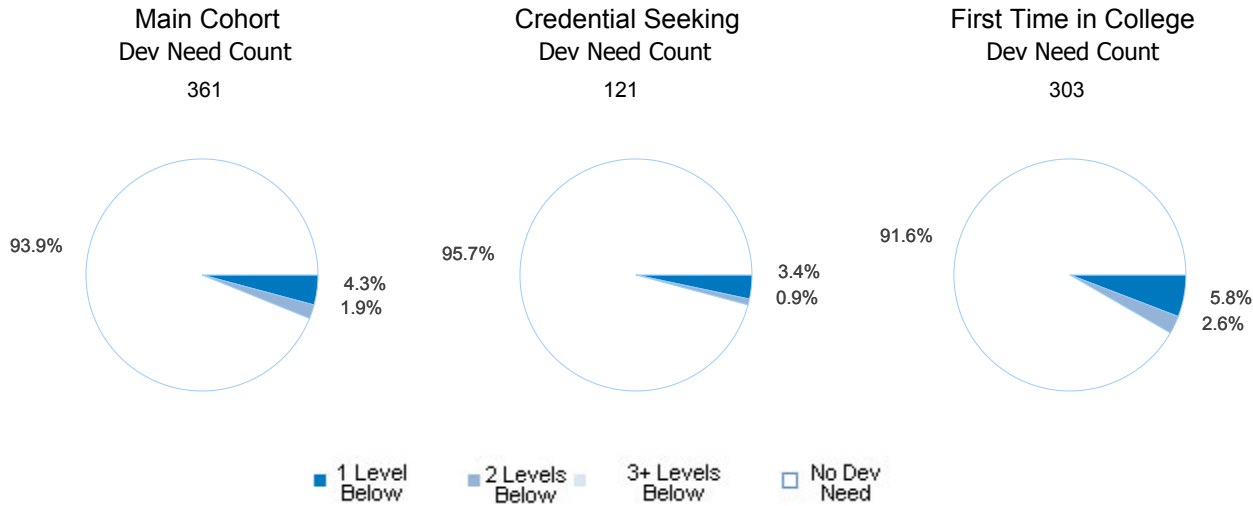 Main Cohort
Dev Need Count
361
Credential Seeking
Dev Need Count
121
First Time in College
Dev Need Count
303
93.9%
4.3%
1.9%
95.7%
3.4%
0.9%
91.6%
5.8%
2.6%
1 Level
Below
2 Levels
Below
3+ Levels
Below
No Dev
Need